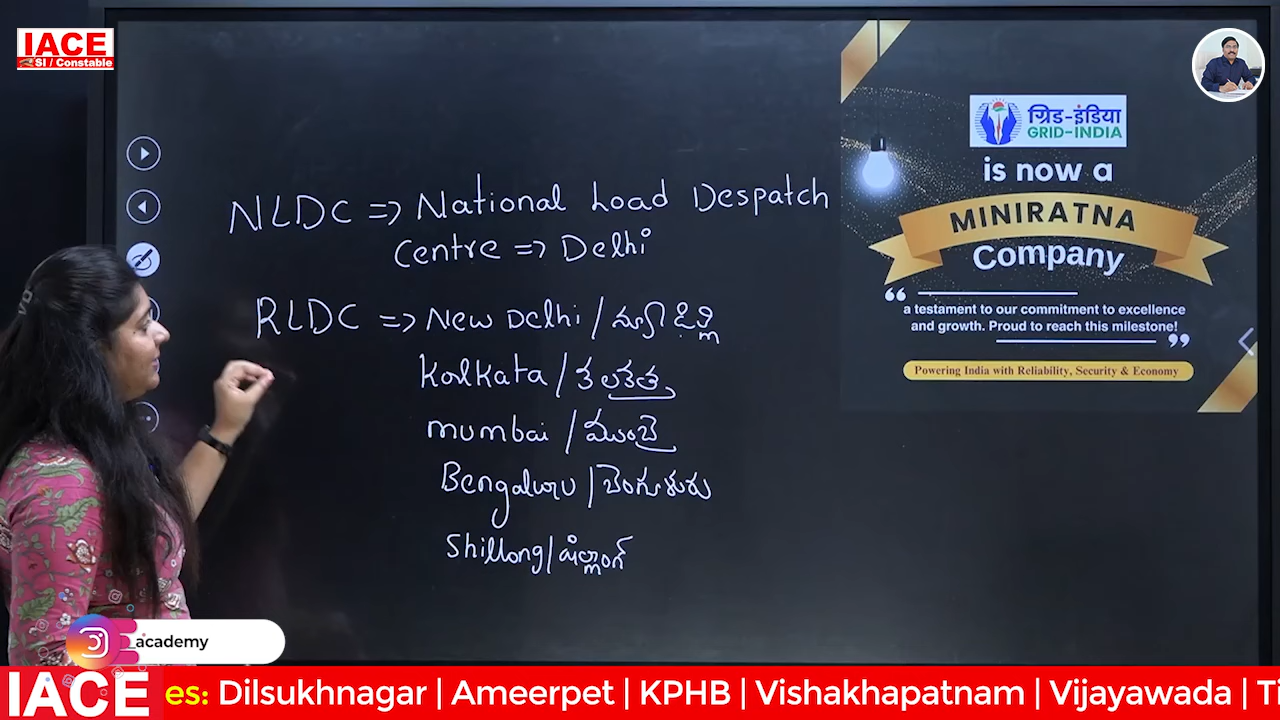 IACE
SI / Constable
NLDC => National Load Despatch
Centre => Delhi
RLDC => New Delhi / న్యూఢిల్లీ
Kolkata / కలకత్తా
mumbai / ముంబై
Bengaluru / బెంగుళురు
Shillong / షిల్లాంగ్
ग्रिड-इंडिया
GRID-INDIA
is now a
MINIRATNA
Company
“ a testament to our commitment to excellence
and growth. Proud to reach this milestone! ”
Powering India with Reliability, Security & Economy
_academy
IACE es: Dilsukhnagar | Ameerpet | KPHB | Vishakhapatnam | Vijayawada |